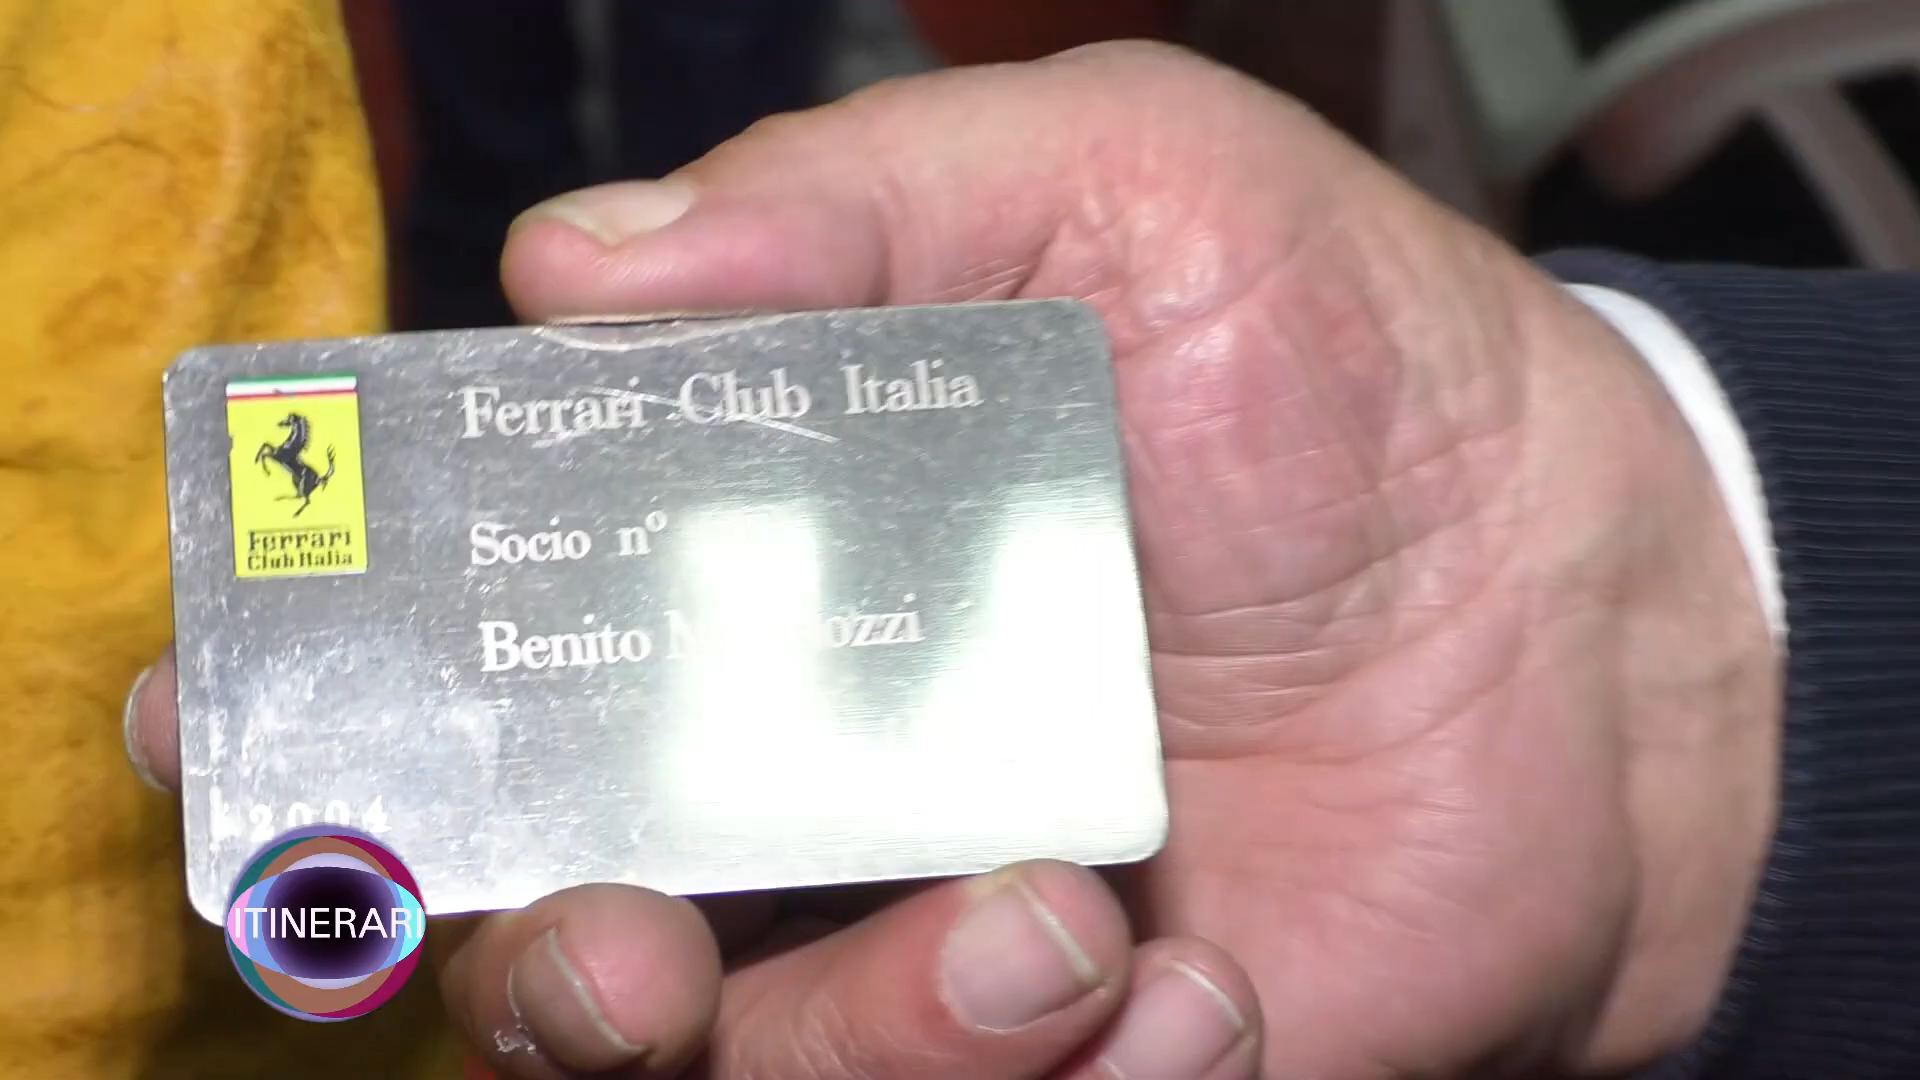 Ferrari Club Italia
Ferrari
Club Italia
Socio n°
Benito
2004
ITINERARI